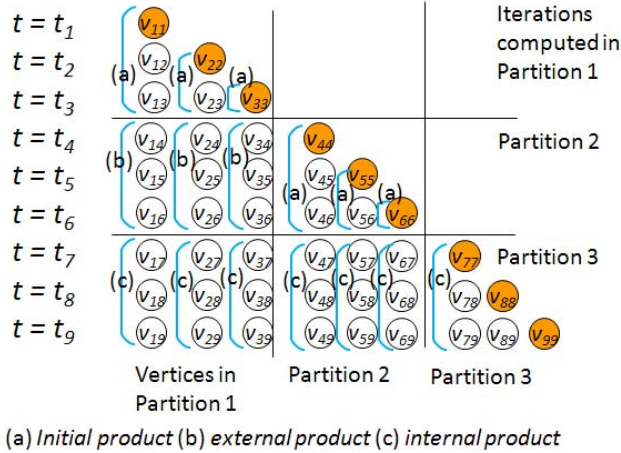 t = t1 v11 Iterations
computed in
Partition 1
t = t2 (a) v12 (a) v22 (a)
t = t3 v13 v23 v33
t = t4 v14 v24 v34 v44 Partition 2
t = t5 (b) v15 (b) v25 (b) v35 (a) v45 (a) v55 (a)
t = t6 v16 v26 v36 v46 v56 v66
t = t7 v17 v27 v37 v47 v57 v67 v77 Partition 3
t = t8 (c) v18 (c) v28 (c) v38 (c) v48 (c) v58 (c) v68 (c) v78 v88
t = t9 v19 v29 v39 v49 v59 v69 v79 v89 v99
Vertices in Partition 2 Partition 3
Partition 1
(a) Initial product (b) external product (c) internal product